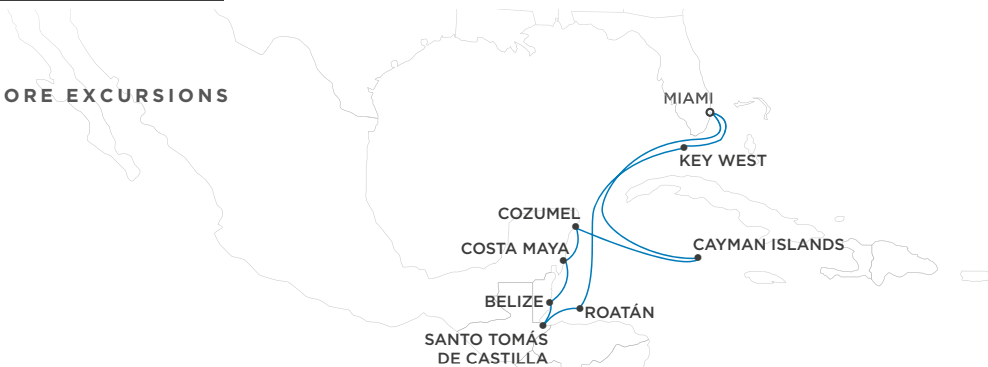 ORE EXCURSIONS
MIAMI
KEY WEST
COZUMEL
COSTA MAYA
CAYMAN ISLANDS
BELIZE
ROATÁN
SANTO TOMÁS
DE CASTILLA